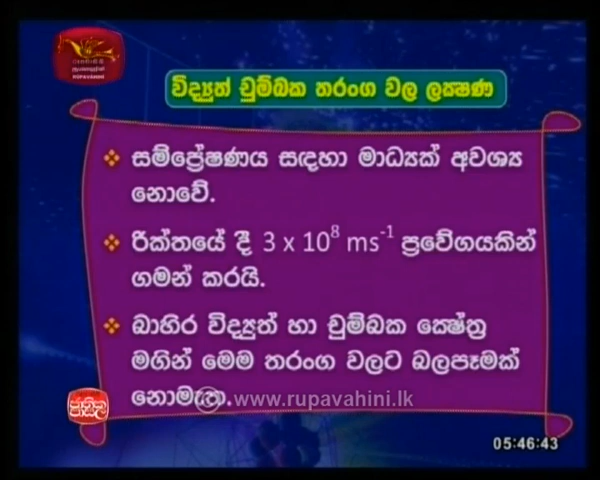 RUPAVAHINI
විද්‍යුත් චුම්බක තරංග වල ලක්‍ෂණ
සම්ප්‍රේෂණය සඳහා මාධ්‍යක් අවශ්‍ය
නොවේ.
රික්තයේ දී 3 x 10⁸ ms⁻¹ ප්‍රවේගයකින්
ගමන් කරයි.
බාහිර විද්‍යුත් හා චුම්බක ක්‍ෂේත්‍ර
මගින් මෙම තරංග වලට බලපෑමක්
නොමැත.
www.rupavahini.lk
05:46:43